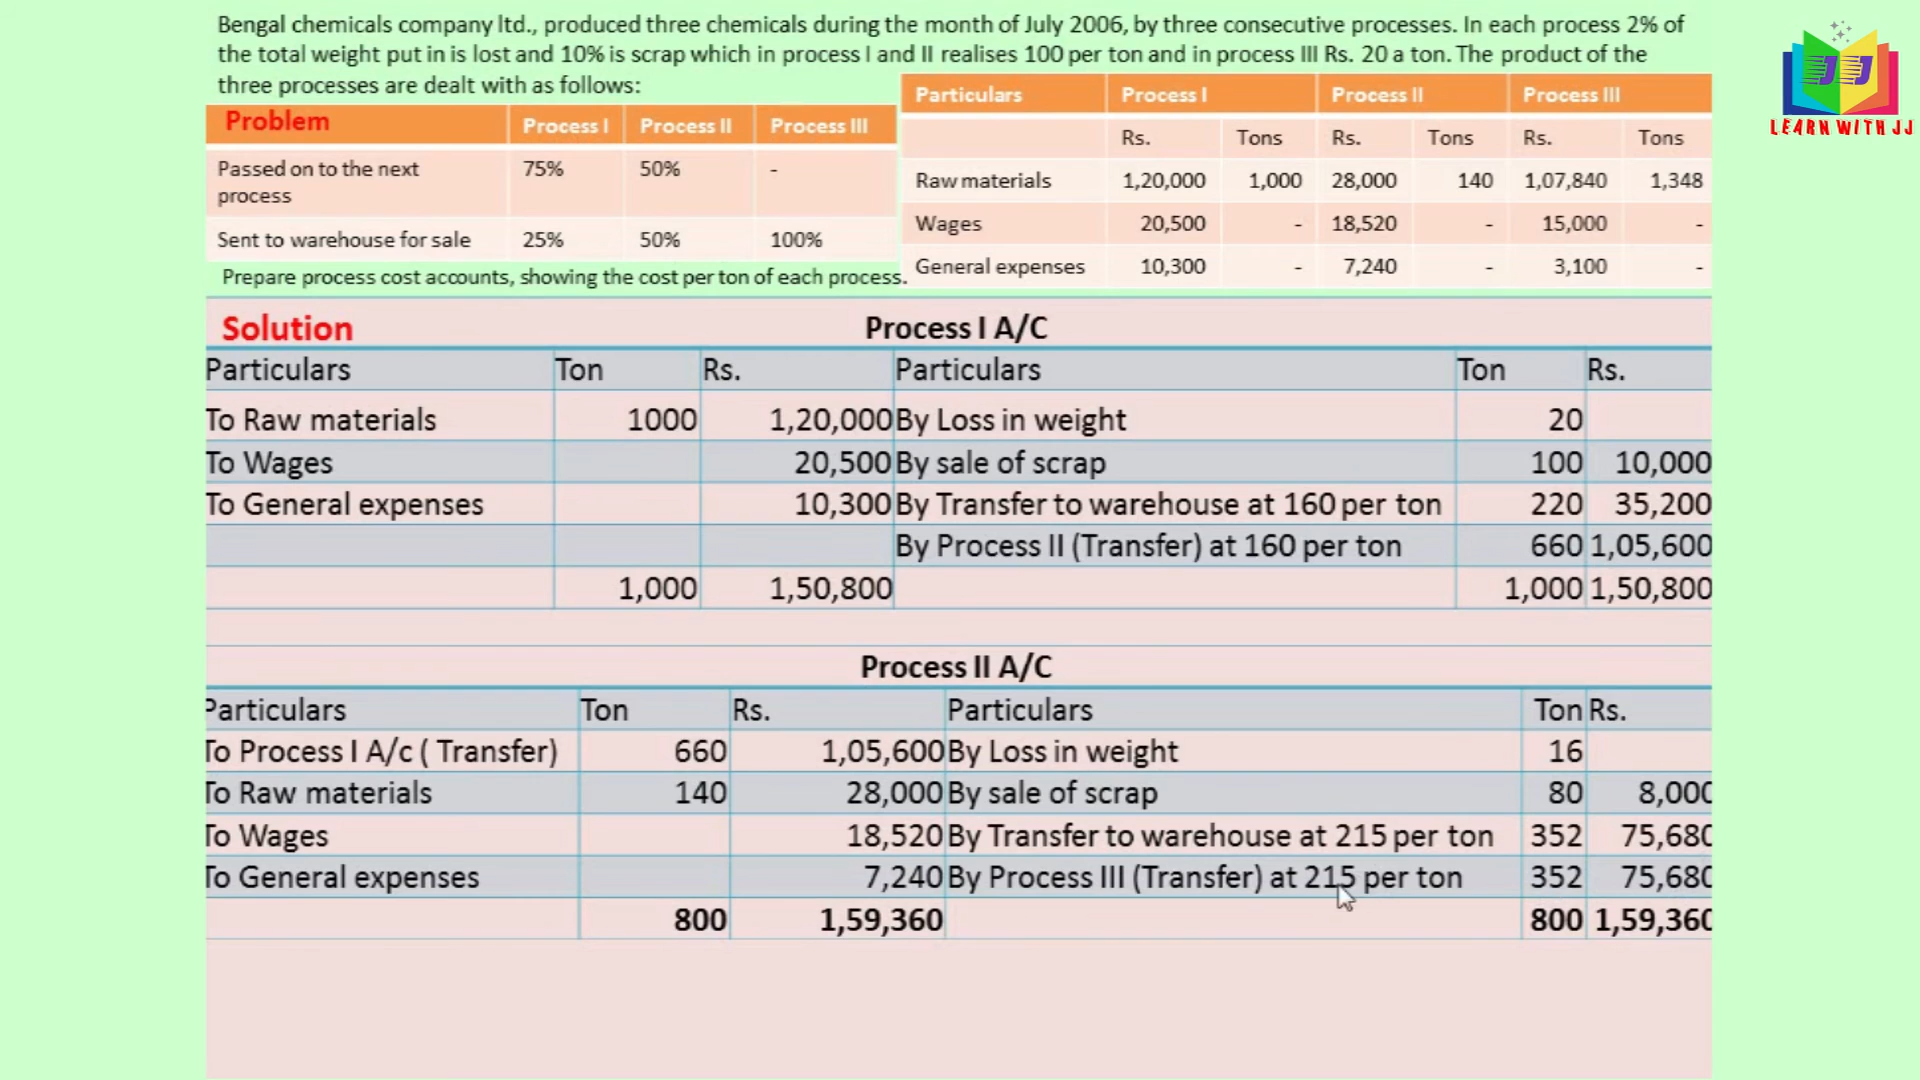 Bengal chemicals company ltd., produced three chemicals during the month of July 2006, by three consecutive processes. In each process 2% of
the total weight put in is lost and 10% is scrap which in process I and II realises 100 per ton and in process III Rs. 20 a ton. The product of the
three processes are dealt with as follows:
Problem Process I Process II Process III
Passed on to the next 75% 50% -
process
Sent to warehouse for sale 25% 50% 100%
Prepare process cost accounts, showing the cost per ton of each process.
Particulars Process I Process II Process III
Rs. Tons Rs. Tons Rs. Tons
Raw materials 1,20,000 1,000 28,000 140 1,07,840 1,348
Wages 20,500 - 18,520 - 15,000 -
General expenses 10,300 - 7,240 - 3,100 -
LEARN WITH JJ
Solution Process I A/C
Particulars Ton Rs. Particulars Ton Rs.
To Raw materials 1000 1,20,000 By Loss in weight 20
To Wages 20,500 By sale of scrap 100 10,000
To General expenses 10,300 By Transfer to warehouse at 160 per ton 220 35,200
By Process II (Transfer) at 160 per ton 660 1,05,600
1,000 1,50,800 1,000 1,50,800
Process II A/C
Particulars Ton Rs. Particulars Ton Rs.
To Process I A/c ( Transfer) 660 1,05,600 By Loss in weight 16
To Raw materials 140 28,000 By sale of scrap 80 8,000
To Wages 18,520 By Transfer to warehouse at 215 per ton 352 75,680
To General expenses 7,240 By Process III (Transfer) at 215 per ton 352 75,680
800 1,59,360 800 1,59,360